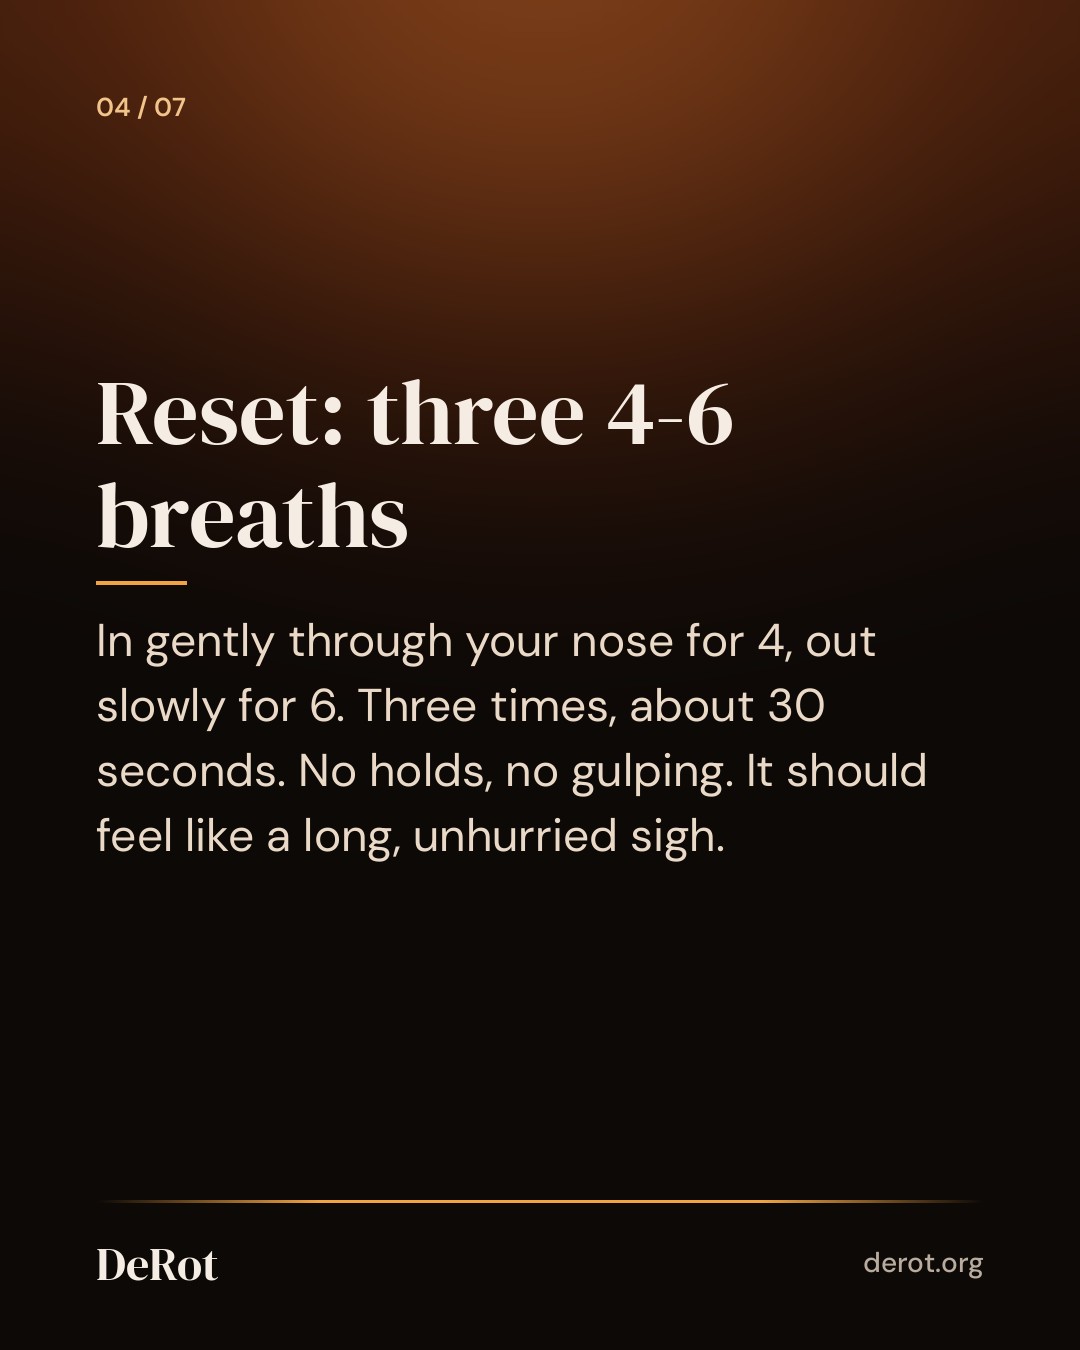 04 / 07
Reset: three 4-6
breaths
In gently through your nose for 4, out
slowly for 6. Three times, about 30
seconds. No holds, no gulping. It should
feel like a long, unhurried sigh.
DeRot
derot.org